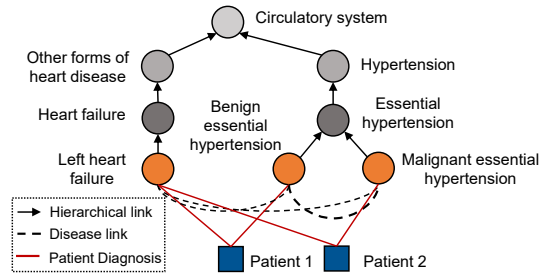 Circulatory system
Other forms of
heart disease
Hypertension
Heart failure
Benign
essential
hypertension
Essential
hypertension
Left heart
failure
Malignant essential
hypertension
Hierarchical link
Disease link
Patient Diagnosis
Patient 1
Patient 2